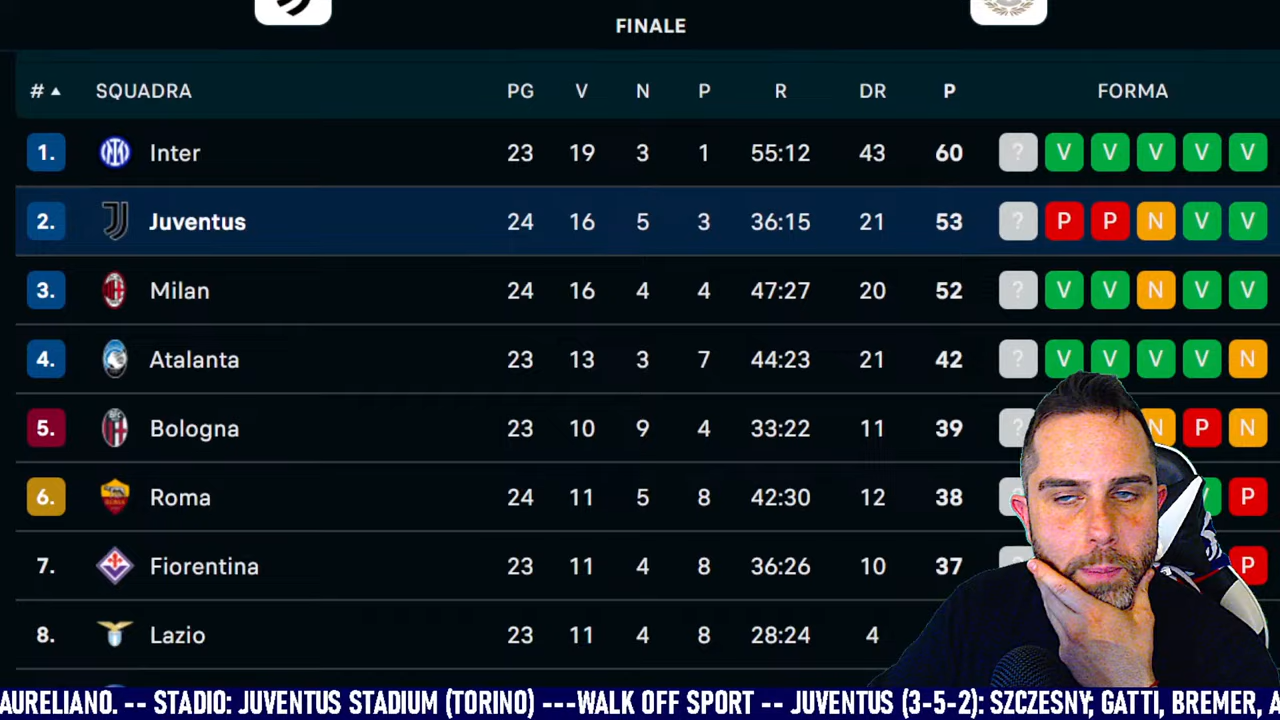 FINALE
# SQUADRA PG V N P R DR P FORMA
1. Inter 23 19 3 1 55:12 43 60 ? V V V V V
2. Juventus 24 16 5 3 36:15 21 53 ? P P N V V
3. Milan 24 16 4 4 47:27 20 52 ? V V N V V
4. Atalanta 23 13 3 7 44:23 21 42 ? V V V V N
5. Bologna 23 10 9 4 33:22 11 39 ? N P N
6. Roma 24 11 5 8 42:30 12 38 P
7. Fiorentina 23 11 4 8 36:26 10 37 P
8. Lazio 23 11 4 8 28:24 4
AURELIANO. -- STADIO: JUVENTUS STADIUM (TORINO) ---WALK OFF SPORT -- JUVENTUS (3-5-2): SZCZESNY; GATTI, BREMER, A